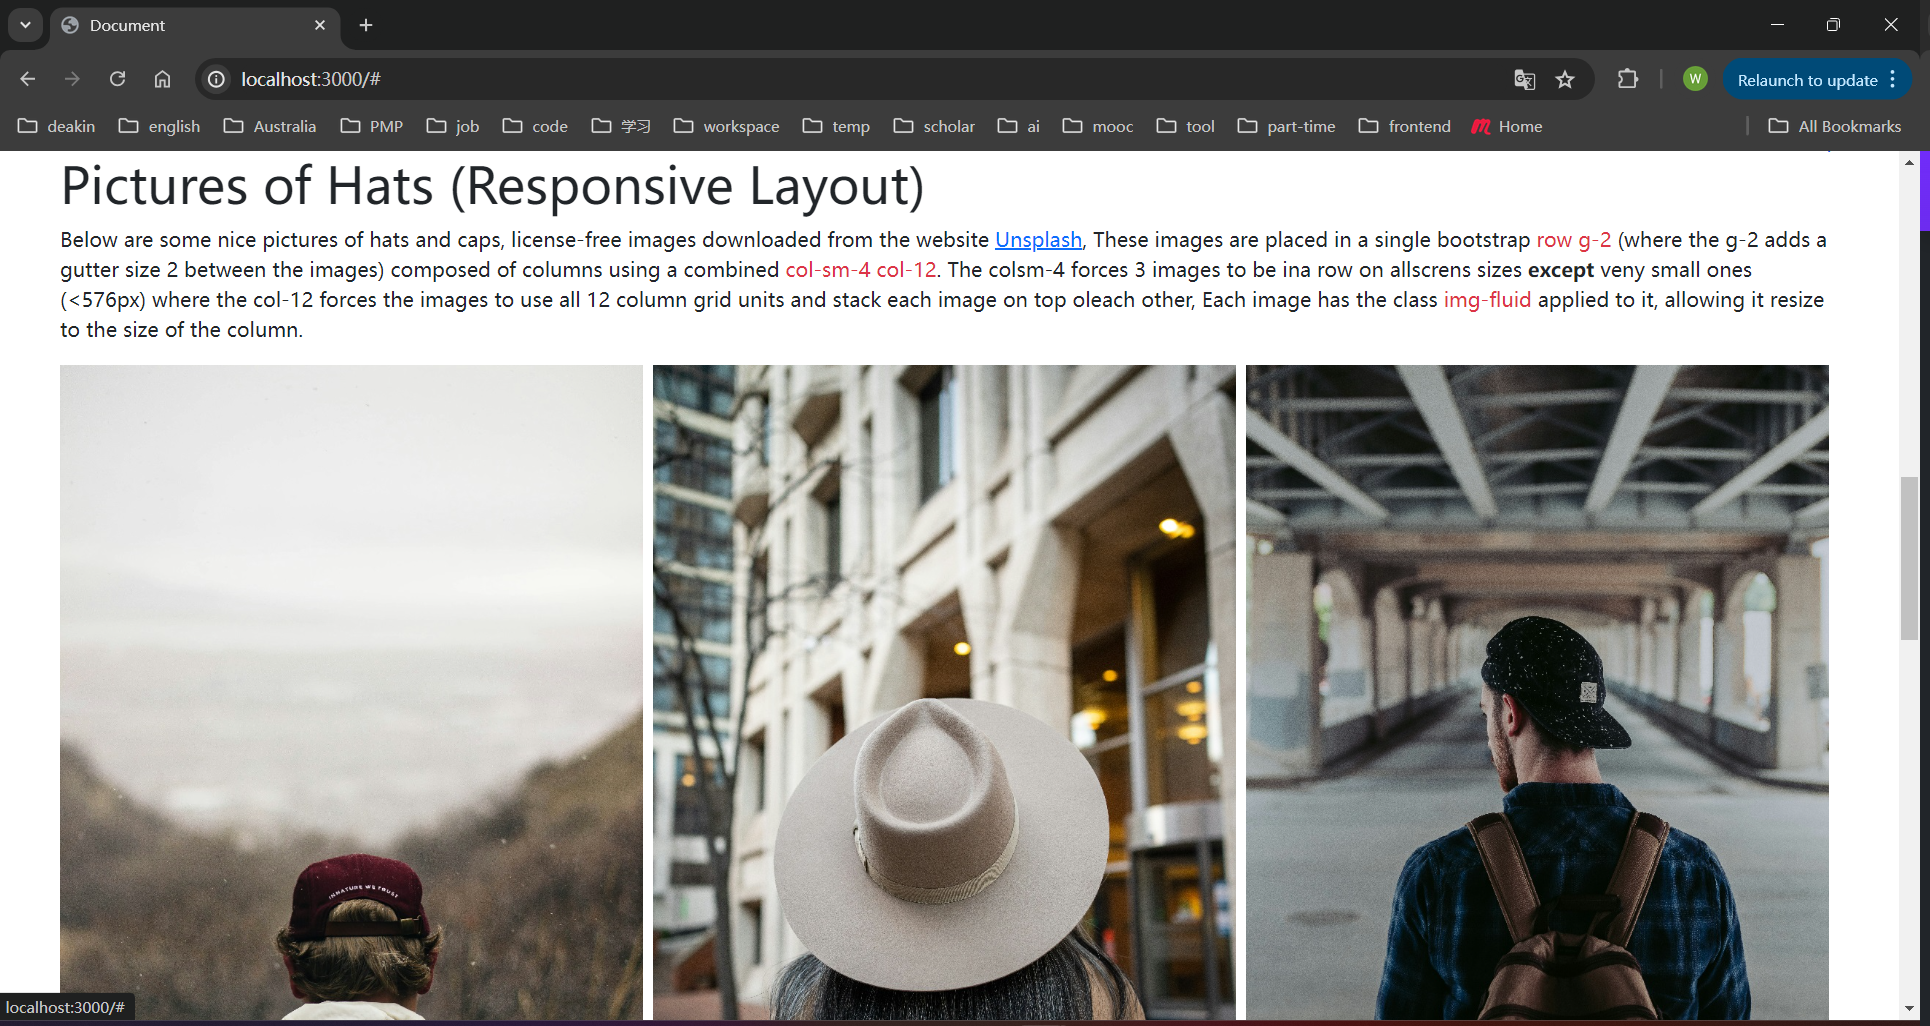 Document
localhost:3000/#
W
Relaunch to update
deakin english Australia PMP job code 学习 workspace temp scholar ai mooc tool part-time frontend Home All Bookmarks
Pictures of Hats (Responsive Layout)
Below are some nice pictures of hats and caps, license-free images downloaded from the website Unsplash, These images are placed in a single bootstrap row g-2 (where the g-2 adds a
gutter size 2 between the images) composed of columns using a combined col-sm-4 col-12. The colsm-4 forces 3 images to be ina row on allscrens sizes except veny small ones
(<576px) where the col-12 forces the images to use all 12 column grid units and stack each image on top oleach other, Each image has the class img-fluid applied to it, allowing it resize
to the size of the column.
IN NATURE WE TRUST
localhost:3000/#